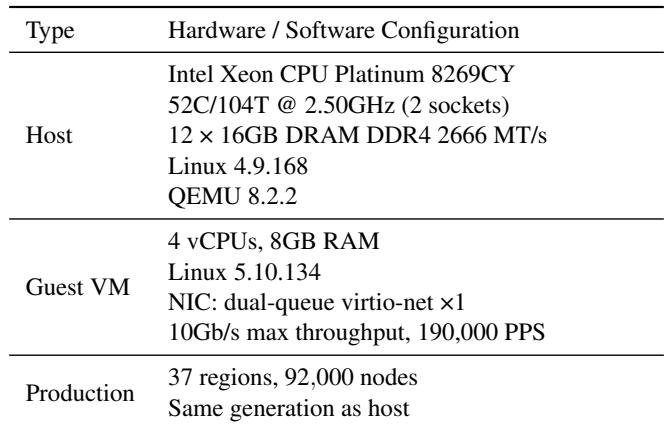 Type Hardware / Software Configuration
Host
Intel Xeon CPU Platinum 8269CY
52C/104T @ 2.50GHz (2 sockets)
12 × 16GB DRAM DDR4 2666 MT/s
Linux 4.9.168
QEMU 8.2.2
Guest VM
4 vCPUs, 8GB RAM
Linux 5.10.134
NIC: dual-queue virtio-net ×1
10Gb/s max throughput, 190,000 PPS
Production
37 regions, 92,000 nodes
Same generation as host